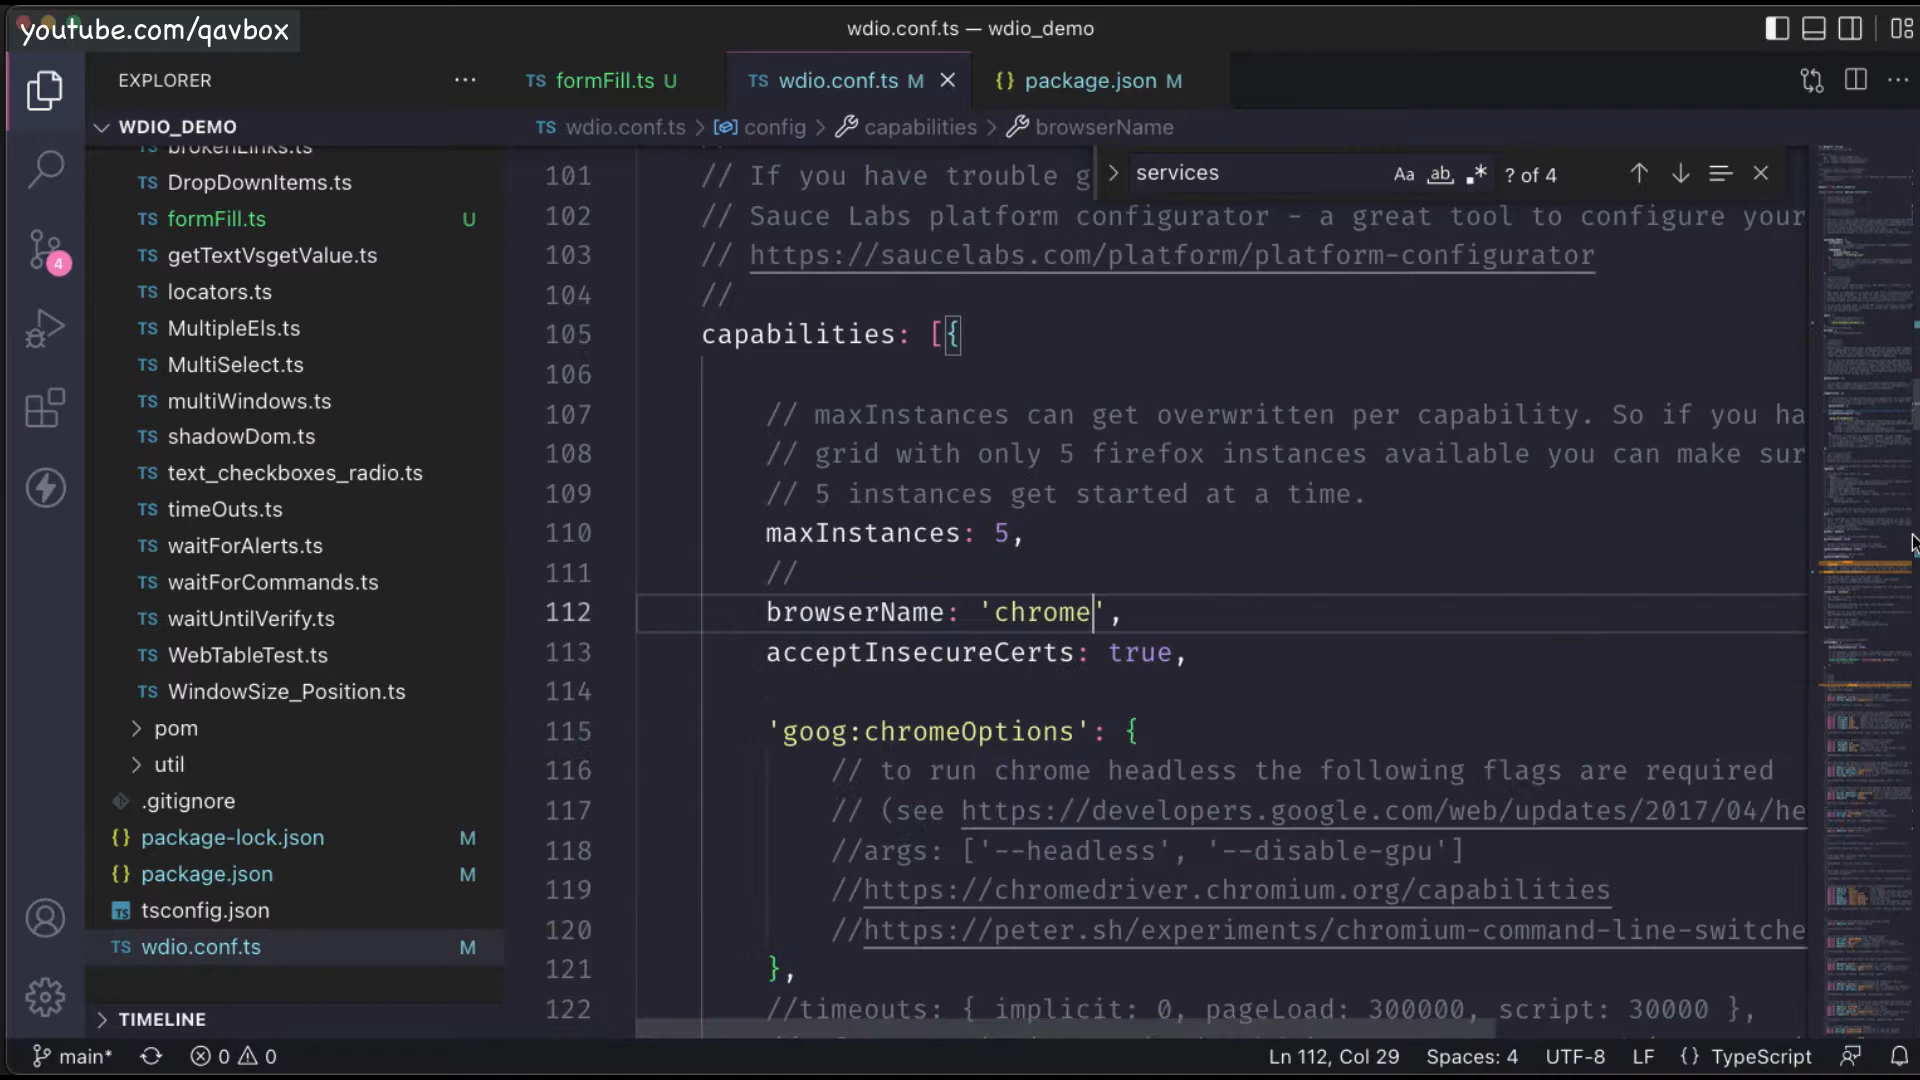 youtube.com/qavbox
wdio.conf.ts — wdio_demo
EXPLORER
TS formFill.ts U
TS wdio.conf.ts M
{} package.json M
WDIO_DEMO
TS wdio.conf.ts > config > capabilities > browserName
services
Aa ab .* ? of 4
TS brokenLinks.ts
TS DropDownItems.ts
TS formFill.ts U
TS getTextVsgetValue.ts
TS locators.ts
TS MultipleEls.ts
TS MultiSelect.ts
TS multiWindows.ts
TS shadowDom.ts
TS text_checkboxes_radio.ts
TS timeOuts.ts
TS waitForAlerts.ts
TS waitForCommands.ts
TS waitUntilVerify.ts
TS WebTableTest.ts
TS WindowSize_Position.ts
> pom
> util
.gitignore
{} package-lock.json M
{} package.json M
TS tsconfig.json
TS wdio.conf.ts M
> TIMELINE
4
101 // If you have trouble g
102 // Sauce Labs platform configurator - a great tool to configure your
103 // https://saucelabs.com/platform/platform-configurator
104 //
105 capabilities: [{
106
107 // maxInstances can get overwritten per capability. So if you ha
108 // grid with only 5 firefox instances available you can make sur
109 // 5 instances get started at a time.
110 maxInstances: 5,
111 //
112 browserName: 'chrome',
113 acceptInsecureCerts: true,
114
115 'goog:chromeOptions': {
116 // to run chrome headless the following flags are required
117 // (see https://developers.google.com/web/updates/2017/04/he
118 //args: ['--headless', '--disable-gpu']
119 //https://chromedriver.chromium.org/capabilities
120 //https://peter.sh/experiments/chromium-command-line-switche
121 },
122 //timeouts: { implicit: 0, pageLoad: 300000, script: 30000 },
main* 0 0
Ln 112, Col 29 Spaces: 4 UTF-8 LF {} TypeScript